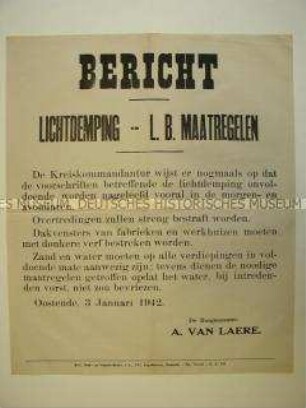 BERICHT
LICHTDEMPING - L. B. MAATREGELEN
De Kreiskommandantur wijst er nogmaals op dat
de voorschriften betreffende de lichtdemping onvol-
doende worden nageleefd vooral in de morgen- en
avonduren.
DEUTSCHES HISTORISCHES MUSEUM
Overtredingen zullen streng bestraft worden.
Dakvensters van fabrieken en werkhuizen moeten
met donkere verf bestreken worden.
Zand en water moeten op alle verdiepingen in vol-
doende mate aanwezig zijn; tevens dienen de noodige
maatregelen getroffen opdat het water, bij intreden-
den vorst, niet zou bevriezen.
Oostende, 3 Januari 1942.
De Burgemeester
A. VAN LAERE.